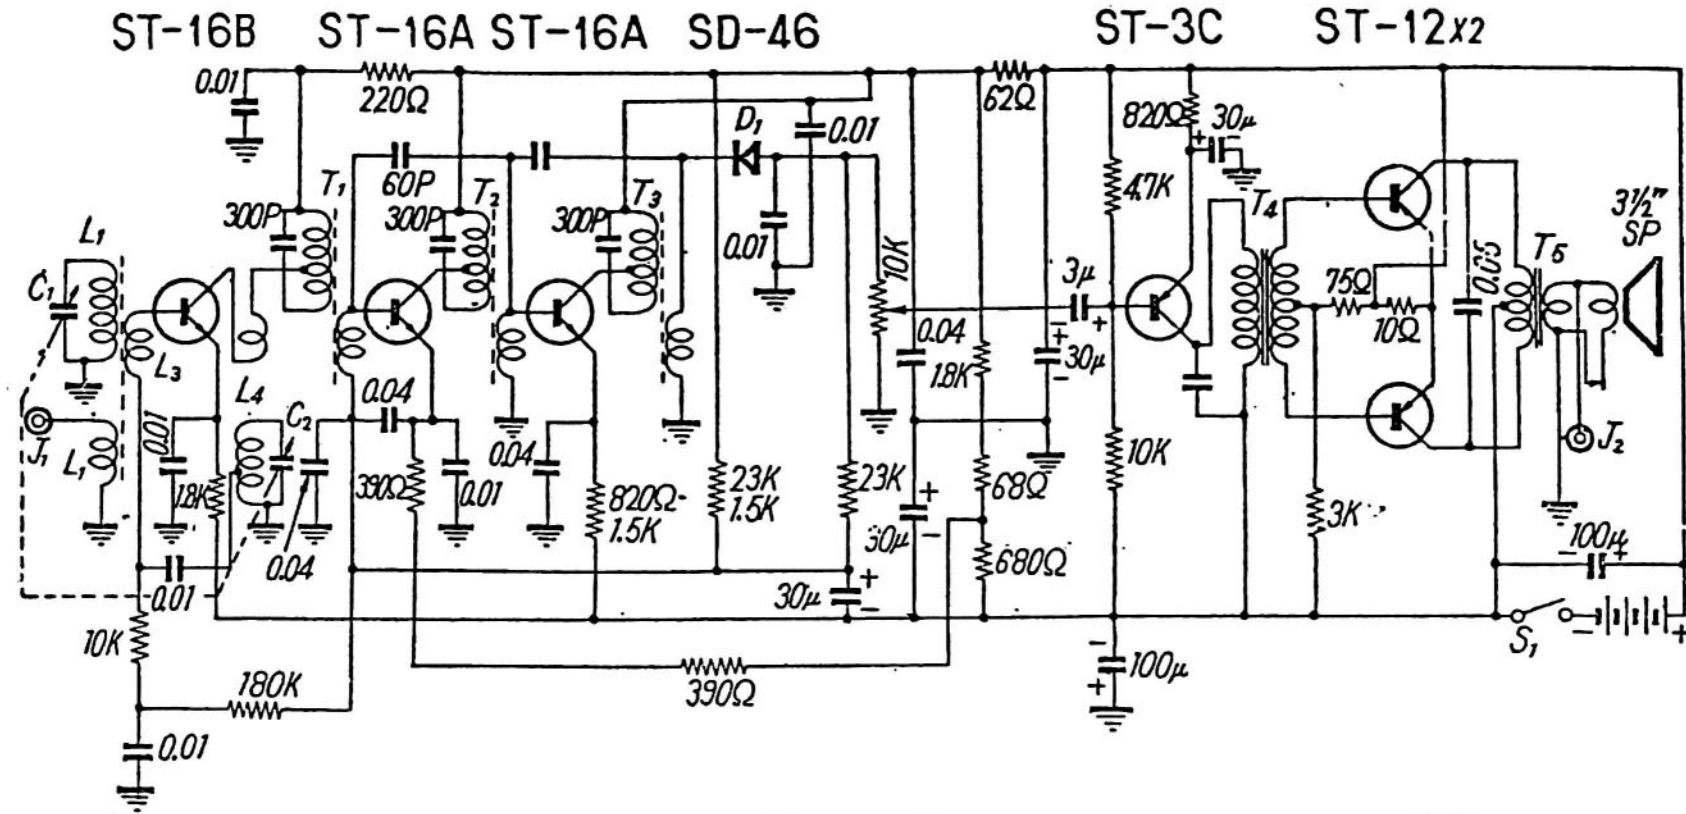 ST-16B ST-16A ST-16A SD-46 ST-3C ST-12x2
0.01
220Ω
62Ω
820Ω
30μ
+ -
D1
0.01
60P
4.7K
T1
T2
T3
T4
T5
3½"
SP
300P
300P
300P
L1
C1
0.01
10K
3μ
- +
75Ω
10Ω
0.05
L3
0.04
1.8K
+
30μ
-
L4
C2
0.04
J1
L1
0.01
1.8K
390Ω
0.01
0.04
820Ω-
1.5K
23K
1.5K
23K
68Ω
10K
J2
3K
0.01
0.04
+
30μ
-
+
30μ
-
680Ω
100μ
- +
S1
- +
10K
180K
390Ω
-
100μ
+
0.01